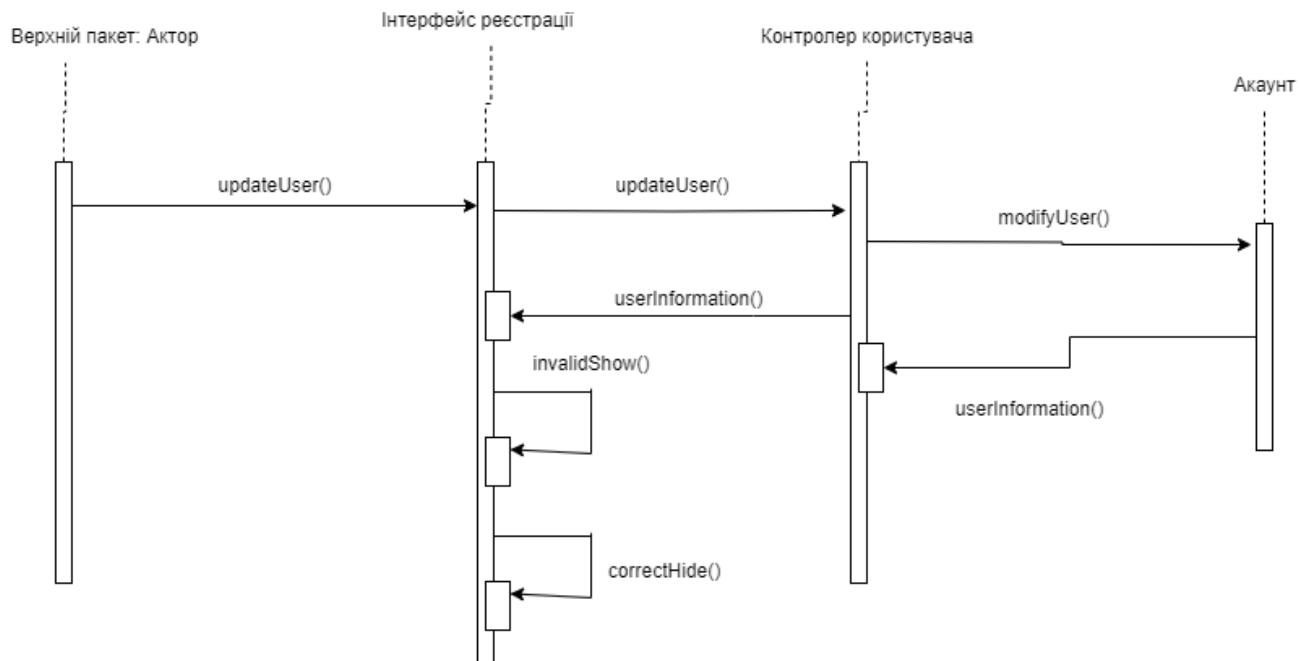 Інтерфейс реєстрації
Верхній пакет: Актор
Контролер користувача
Акаунт
updateUser()
updateUser()
modifyUser()
userInformation()
invalidShow()
userInformation()
correctHide()